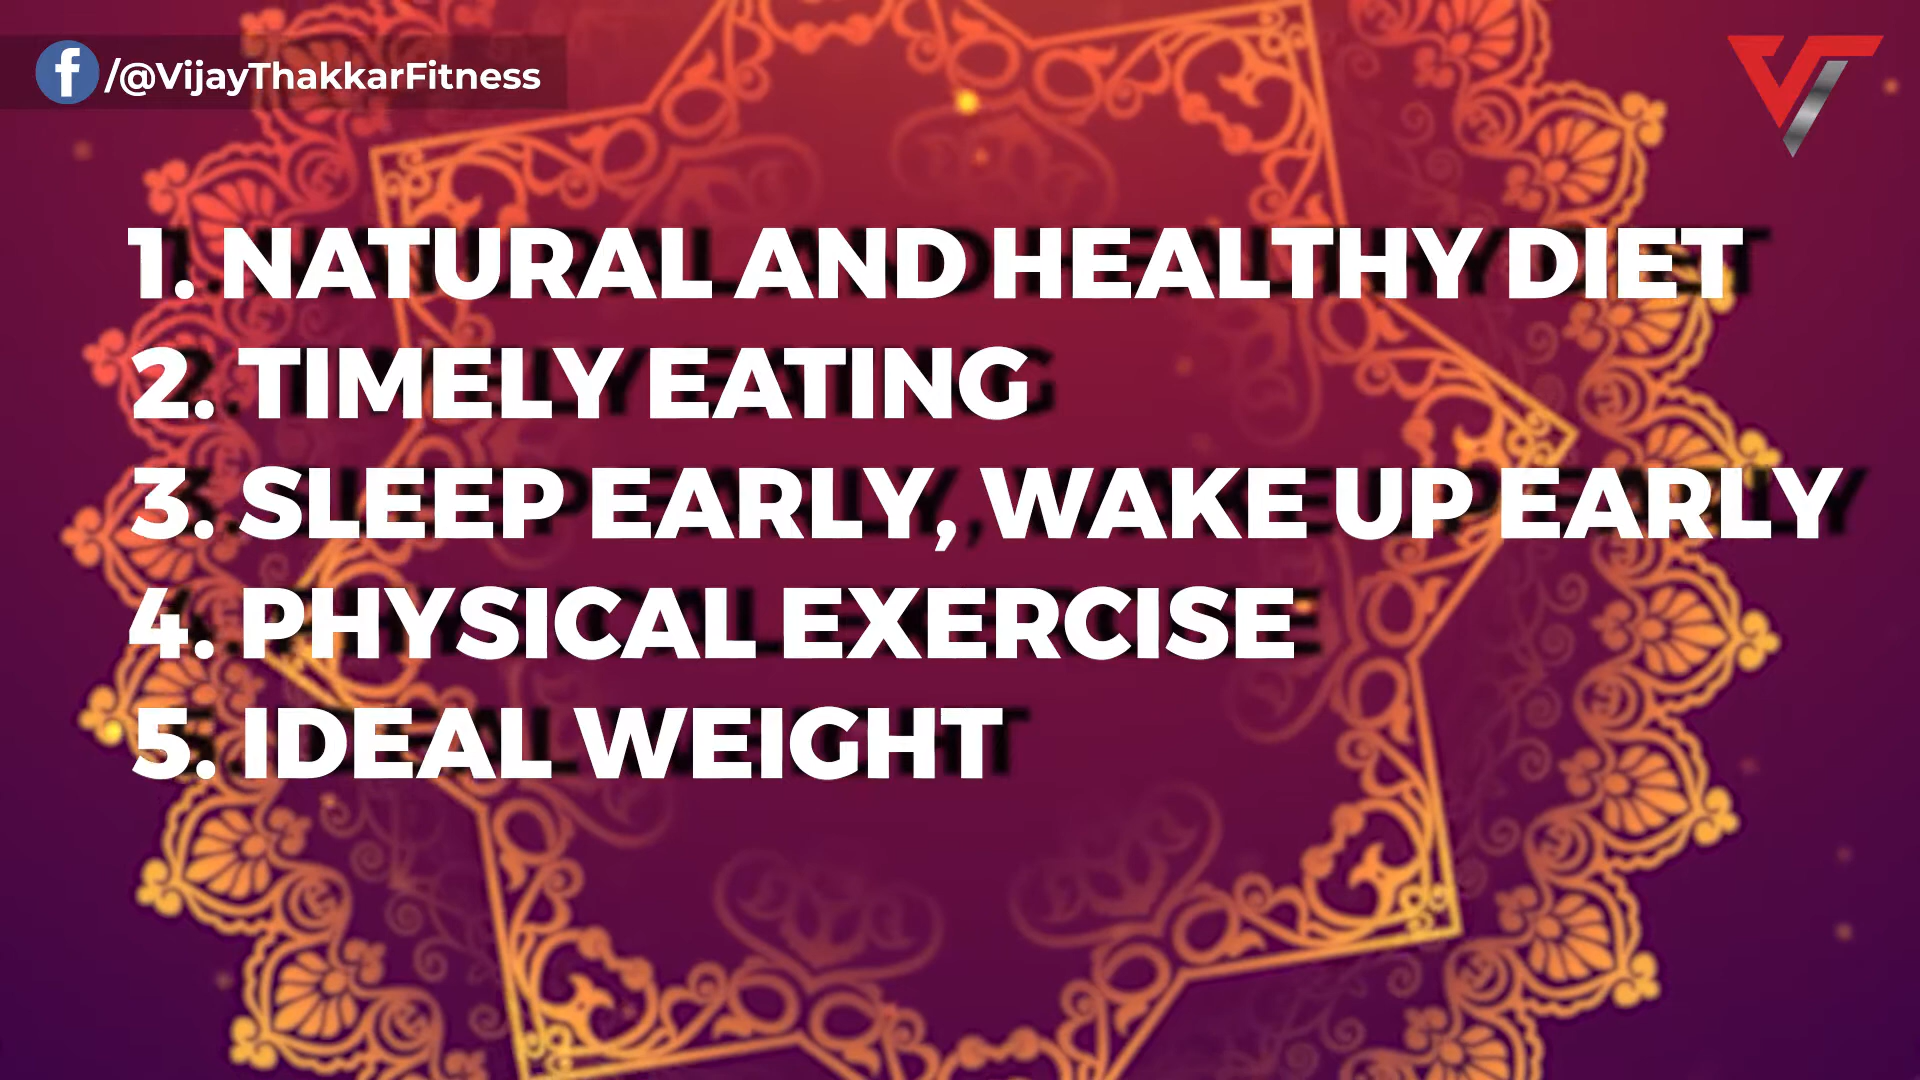 /@VijayThakkarFitness
1. NATURAL AND HEALTHY DIET
2. TIMELY EATING
3. SLEEP EARLY, WAKE UP EARLY
4. PHYSICAL EXERCISE
5. IDEAL WEIGHT